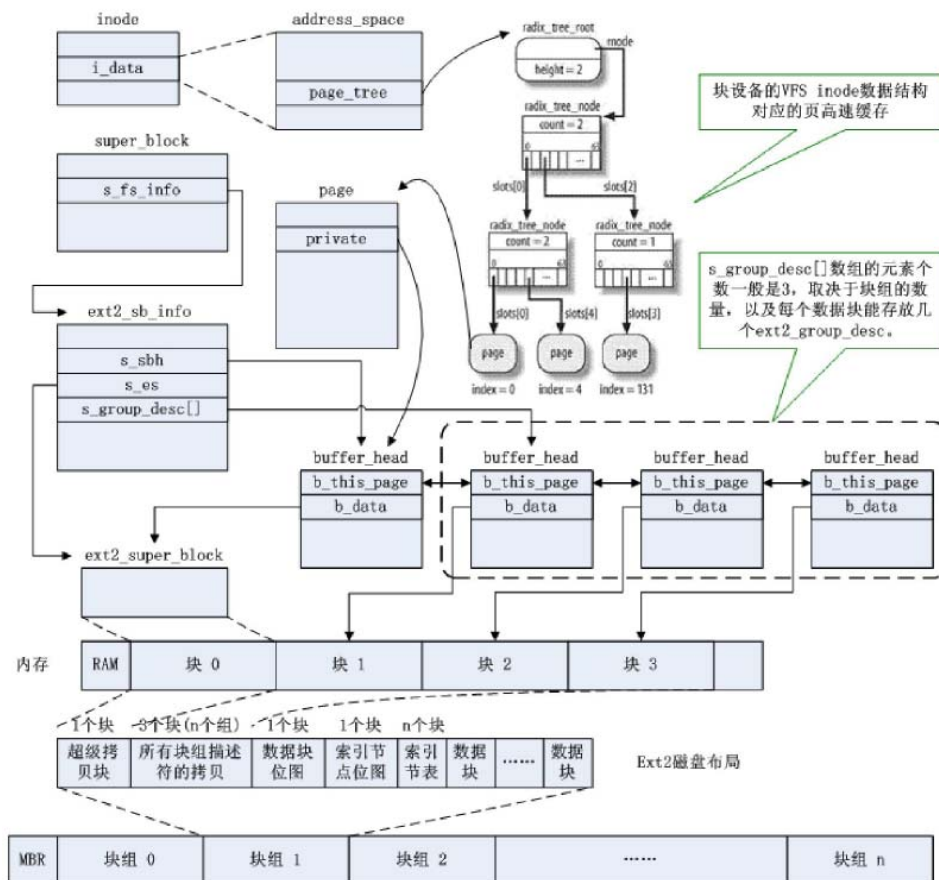 inode
address_space
i_data
page_tree
radix_tree_root
rnode
height = 2
radix_tree_node
count = 2
0
63
...
slots[0]
slots[2]
radix_tree_node
count = 2
0
63
...
radix_tree_node
count = 1
0
63
...
slots[0]
slots[4]
slots[3]
page
page
page
index = 0
index = 4
index = 131
块设备的VFS inode数据结构
对应的页高速缓存
super_block
s_fs_info
page
private
s_group_desc[]数组的元素个
数一般是3，取决于块组的数
量，以及每个数据块能存放几
个ext2_group_desc。
ext2_sb_info
s_sbh
s_es
s_group_desc[]
buffer_head
buffer_head
buffer_head
buffer_head
b_this_page
b_this_page
b_this_page
b_this_page
b_data
b_data
b_data
b_data
ext2_super_block
内存
RAM
块 0
块 1
块 2
块 3
1个块
3个块(n个组)
1个块
1个块
n个块
超级拷
贝块
所有块组描述
符的拷贝
数据块
位图
索引节
点位图
索引
节表
数据
块
……
数据
块
Ext2磁盘布局
MBR
块组 0
块组 1
块组 2
……
块组 n